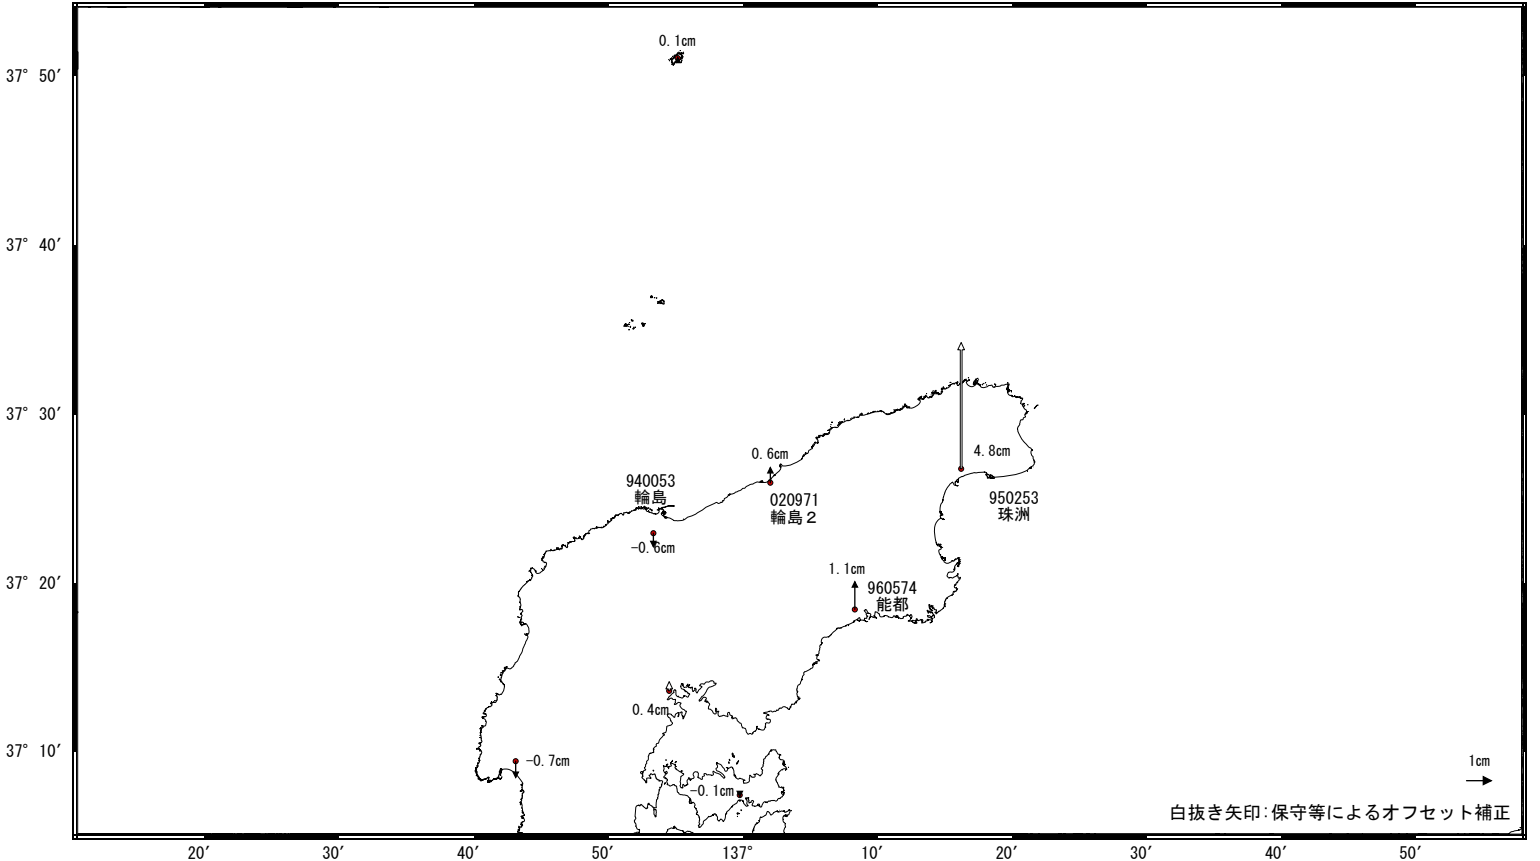 0.1cm
37° 50′
37° 40′
37° 30′
0.6cm
4.8cm
940053
輪島
020971
輪島２
950253
珠洲
-0.6cm
37° 20′
1.1cm
960574
能都
0.4cm
37° 10′
-0.7cm
-0.1cm
1cm
白抜き矢印:保守等によるオフセット補正
20′
30′
40′
50′
137°
10′
20′
30′
40′
50′